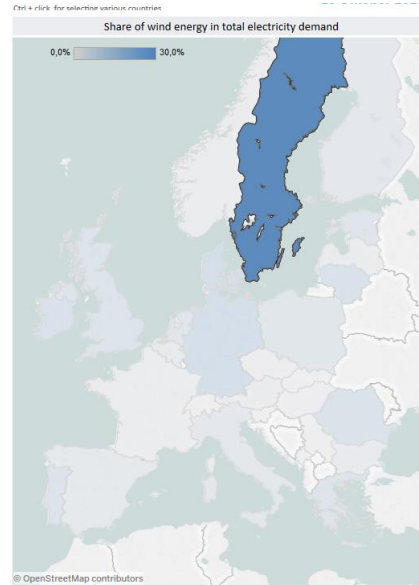 Ctrl + click for selecting various countries
Share of wind energy in total electricity demand
0,0% 30,0%
© OpenStreetMap contributors